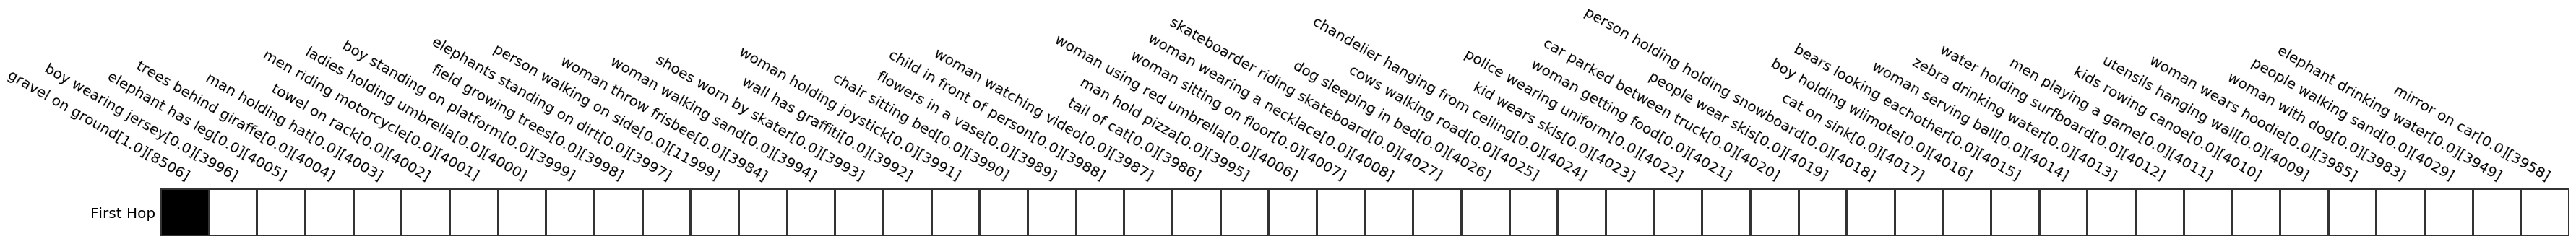 gravel on ground[1.0][8506]
boy wearing jersey[0.0][3996]
elephant has leg[0.0][4005]
trees behind giraffe[0.0][4004]
man holding hat[0.0][4003]
towel on rack[0.0][4002]
men riding motorcycle[0.0][4001]
ladies holding umbrella[0.0][4000]
boy standing on platform[0.0][3999]
field growing trees[0.0][3998]
elephants standing on dirt[0.0][3997]
person walking on side[0.0][11999]
woman throw frisbee[0.0][3984]
woman walking sand[0.0][3994]
shoes worn by skater[0.0][3993]
wall has graffiti[0.0][3992]
woman holding joystick[0.0][3991]
chair sitting bed[0.0][3990]
flowers in a vase[0.0][3989]
child in front of person[0.0][3988]
woman watching video[0.0][3987]
tail of cat[0.0][3986]
man hold pizza[0.0][3995]
woman using red umbrella[0.0][4006]
woman sitting on floor[0.0][4007]
woman wearing a necklace[0.0][4008]
skateboarder riding skateboard[0.0][4027]
dog sleeping in bed[0.0][4026]
cows walking road[0.0][4025]
chandelier hanging from ceiling[0.0][4024]
kid wears skis[0.0][4023]
police wearing uniform[0.0][4022]
woman getting food[0.0][4021]
car parked between truck[0.0][4020]
people wear skis[0.0][4019]
person holding holding snowboard[0.0][4018]
cat on sink[0.0][4017]
boy holding wiimote[0.0][4016]
bears looking eachother[0.0][4015]
woman serving ball[0.0][4014]
zebra drinking water[0.0][4013]
water holding surfboard[0.0][4012]
men playing a game[0.0][4011]
kids rowing canoe[0.0][4010]
utensils hanging wall[0.0][4009]
woman wears hoodie[0.0][3985]
woman with dog[0.0][3983]
people walking sand[0.0][4029]
elephant drinking water[0.0][3949]
mirror on car[0.0][3958]
First Hop